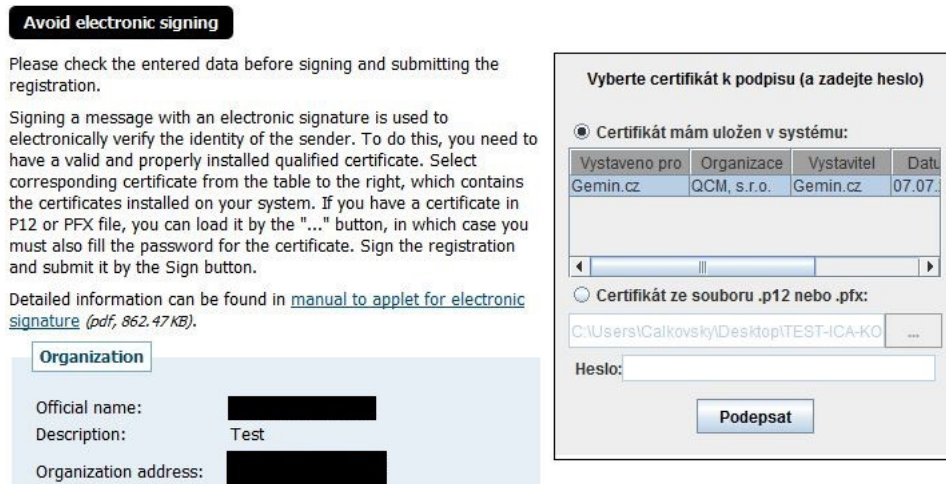 Avoid electronic signing
Please check the entered data before signing and submitting the
registration.
Signing a message with an electronic signature is used to
electronically verify the identity of the sender. To do this, you need to
have a valid and properly installed qualified certificate. Select
corresponding certificate from the table to the right, which contains
the certificates installed on your system. If you have a certificate in
P12 or PFX file, you can load it by the "..." button, in which case you
must also fill the password for the certificate. Sign the registration
and submit it by the Sign button.
Detailed information can be found in manual to applet for electronic
signature (pdf, 862.47 KB).
Organization
Official name:
Description: Test
Organization address:
Vyberte certifikát k podpisu (a zadejte heslo)
Certifikát mám uložen v systému:
Vystaveno pro Organizace Vystavitel Datu
Gemin.cz QCM, s.r.o. Gemin.cz 07.07.
Certifikát ze souboru .p12 nebo .pfx:
C:\Users\Calkovsky\Desktop\TEST-ICA-KO ...
Heslo:
Podepsat